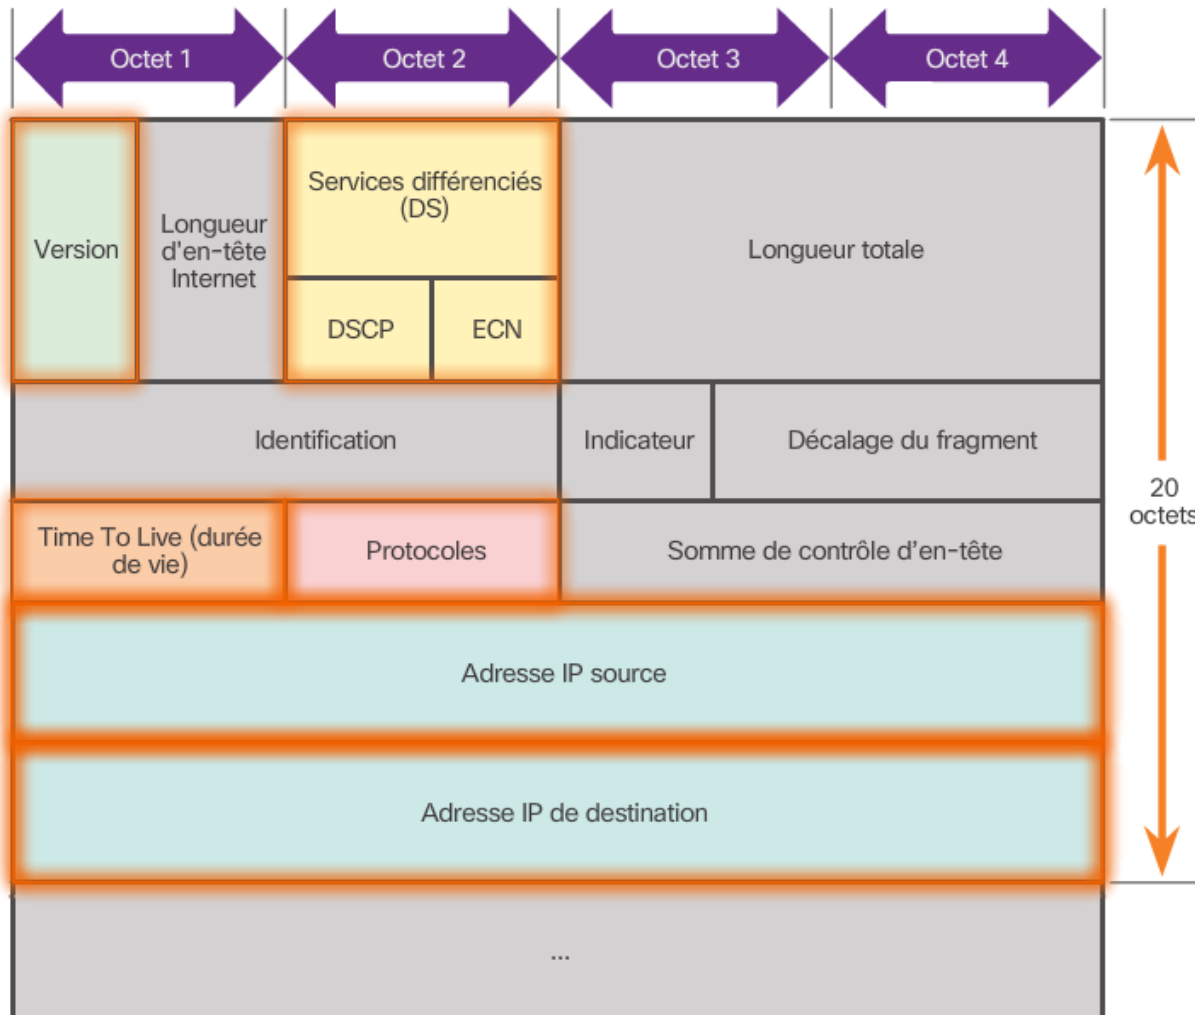 Octet 1
Octet 2
Octet 3
Octet 4
Version
Longueur
d'en-tête
Internet
Services différenciés
(DS)
DSCP
ECN
Longueur totale
Identification
Indicateur
Décalage du fragment
20
octets
Time To Live (durée
de vie)
Protocoles
Somme de contrôle d’en-tête
Adresse IP source
Adresse IP de destination
...